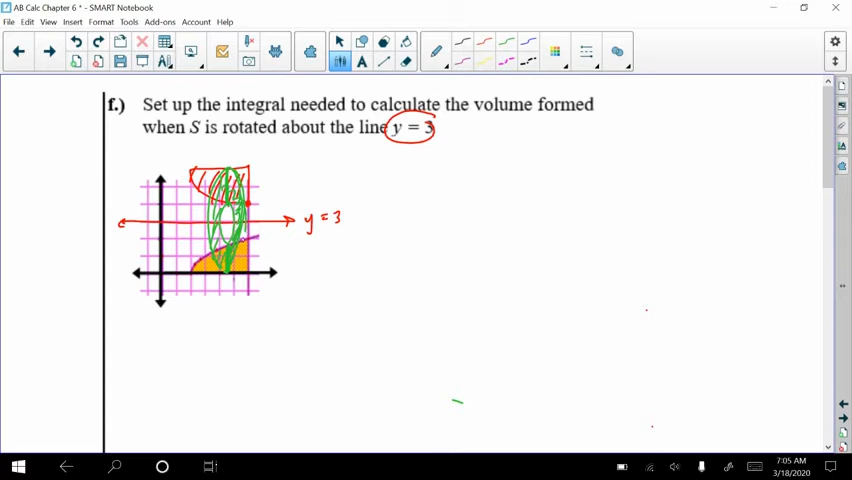 AB Calc Chapter 6 * - SMART Notebook
File Edit View Insert Format Tools Add-ons Account Help
f.) Set up the integral needed to calculate the volume formed
when S is rotated about the line y = 3
y = 3
7:05 AM
3/18/2020